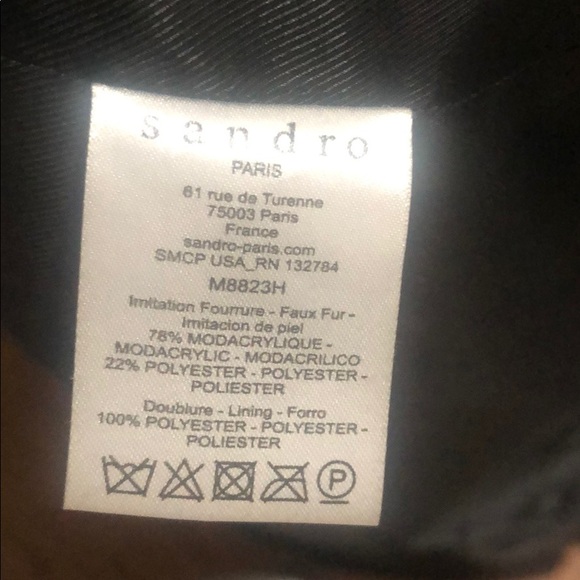 sandro
PARIS
61 rue de Turenne
75003 Paris
France
sandro-paris.com
SMCP USA_RN 132784
M8823H
Imitation Fourrure - Faux Fur -
Imitacion de piel
78% MODACRYLIQUE -
MODACRYLIC - MODACRILICO
22% POLYESTER - POLYESTER -
POLIESTER
Doublure - Lining - Forro
100% POLYESTER - POLYESTER -
POLIESTER
P